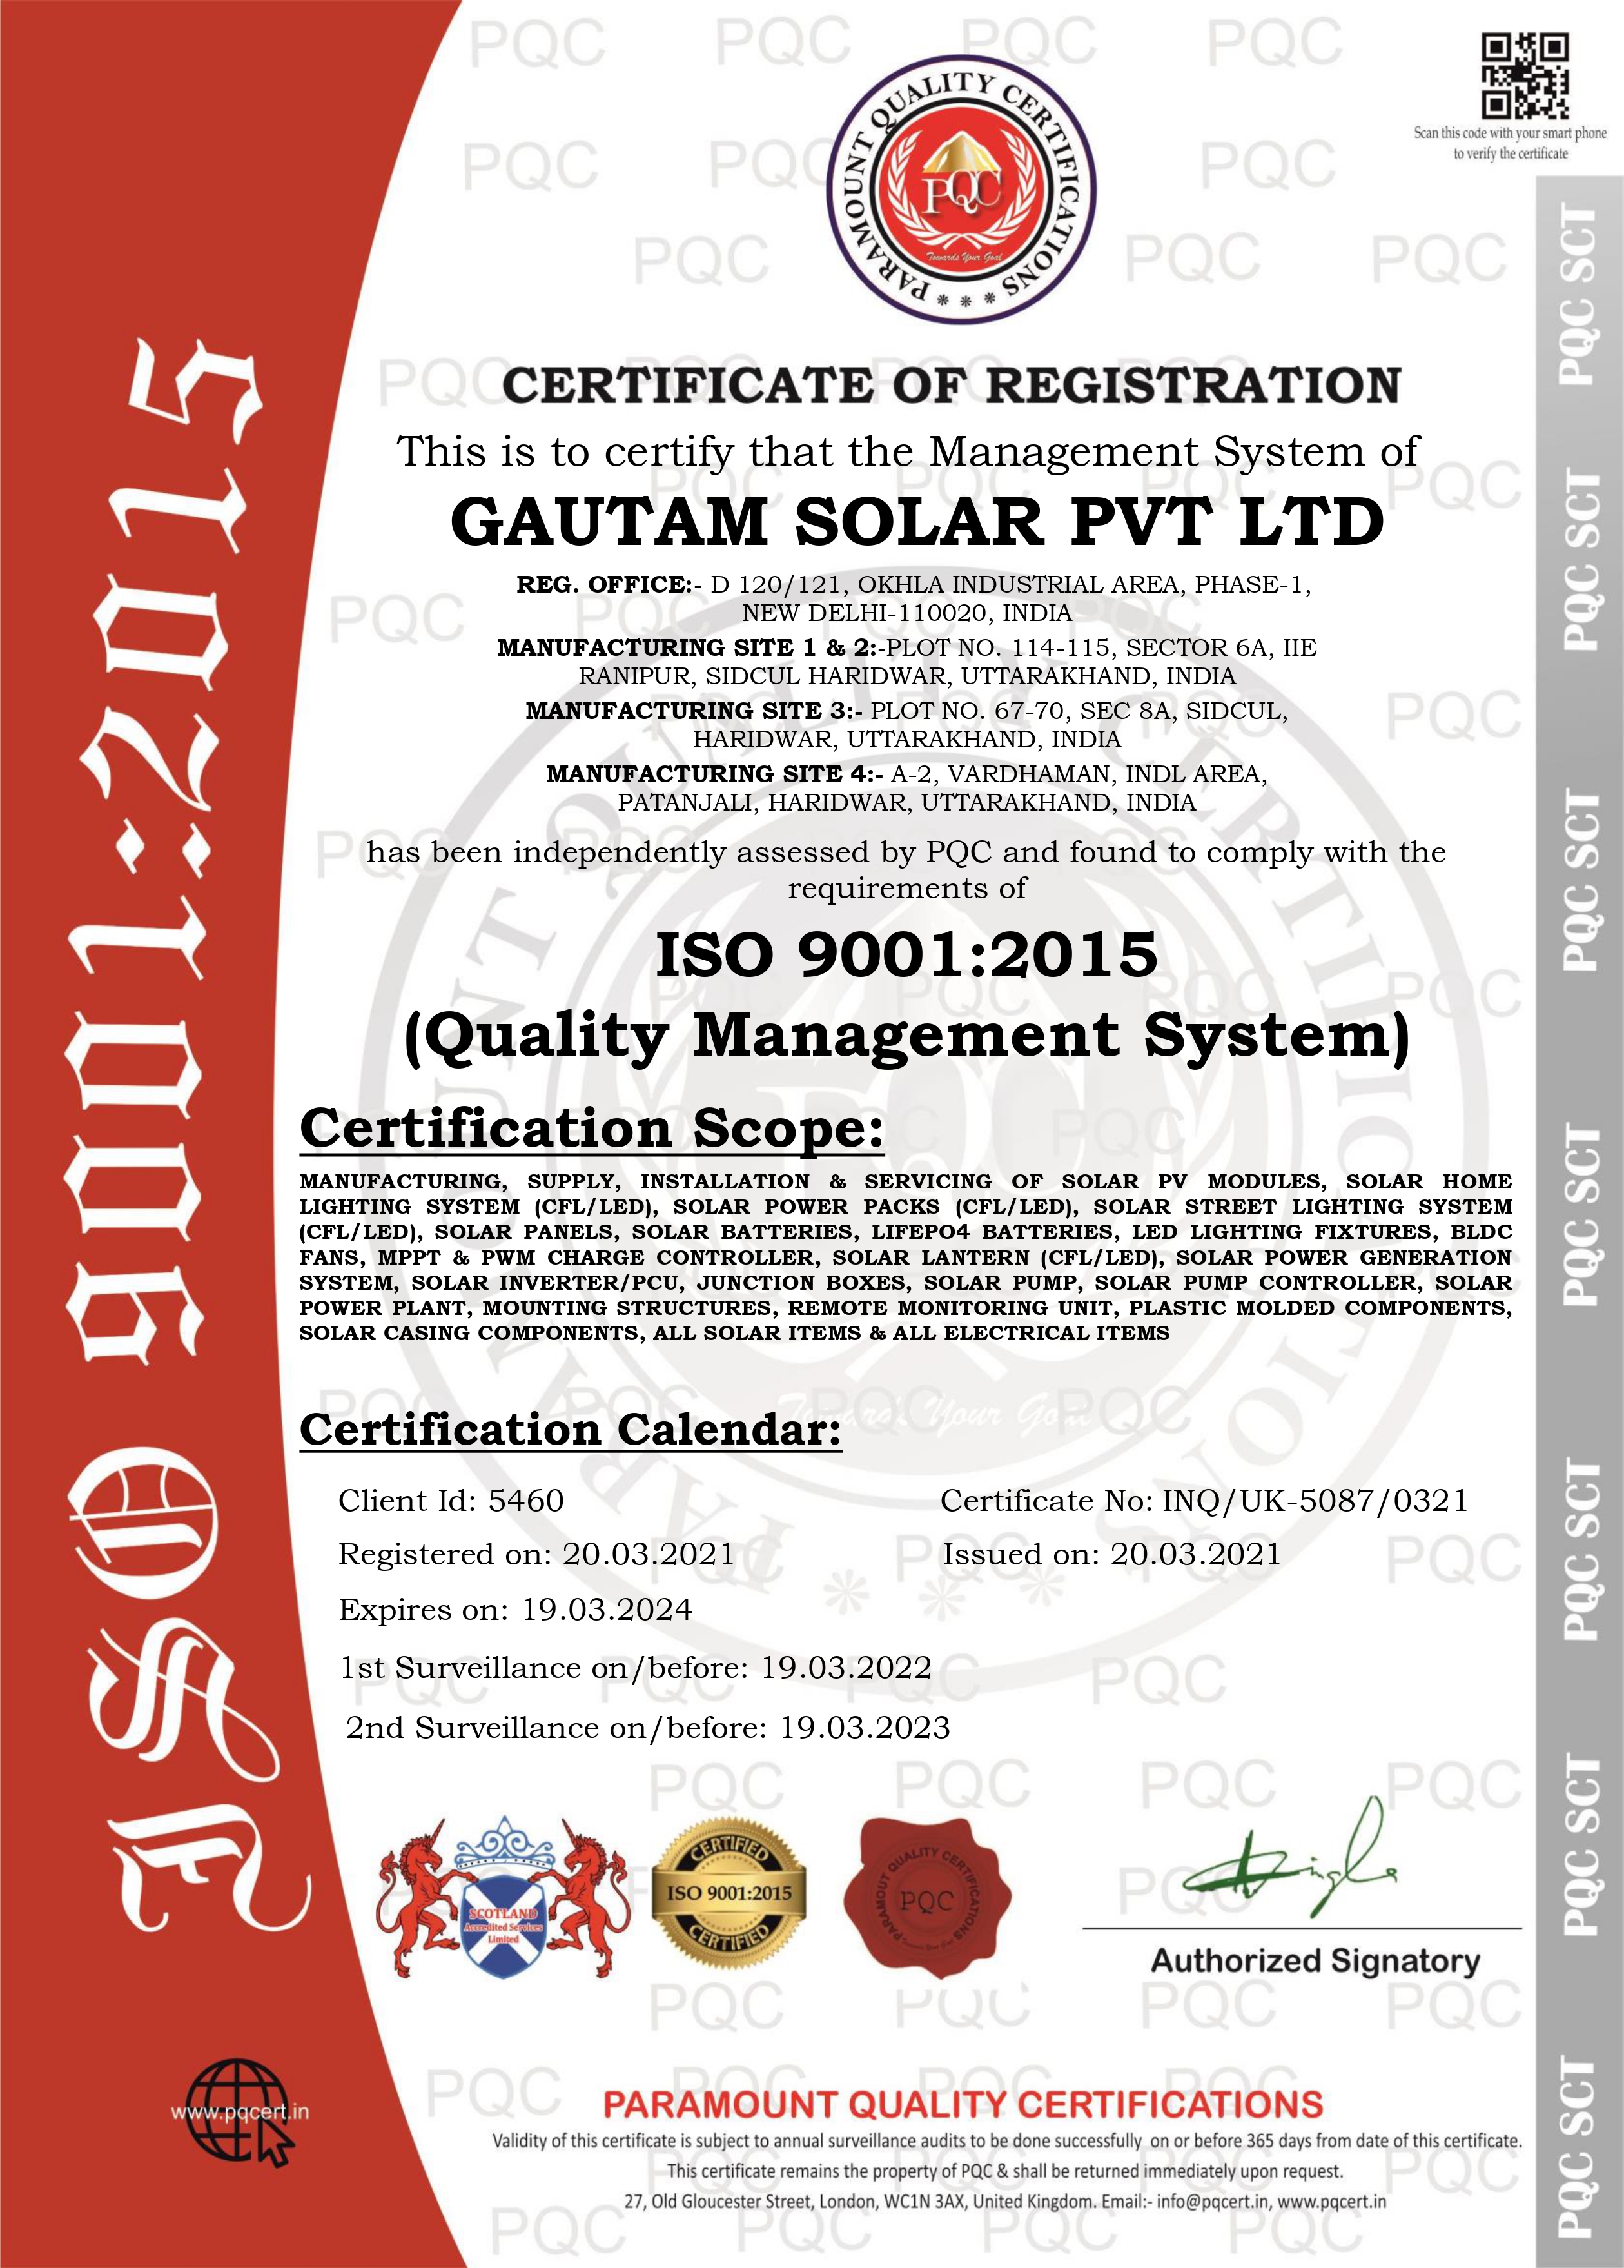 Scan this code with your smart phone
to verify the certificate
PARAMOUNT QUALITY CERTIFICATIONS
PQC
Towards Your Goal
ISO 9001:2015
CERTIFICATE OF REGISTRATION
This is to certify that the Management System of
GAUTAM SOLAR PVT LTD
REG. OFFICE:- D 120/121, OKHLA INDUSTRIAL AREA, PHASE-1,
NEW DELHI-110020, INDIA
MANUFACTURING SITE 1 & 2:-PLOT NO. 114-115, SECTOR 6A, IIE
RANIPUR, SIDCUL HARIDWAR, UTTARAKHAND, INDIA
MANUFACTURING SITE 3:- PLOT NO. 67-70, SEC 8A, SIDCUL,
HARIDWAR, UTTARAKHAND, INDIA
MANUFACTURING SITE 4:- A-2, VARDHAMAN, INDL AREA,
PATANJALI, HARIDWAR, UTTARAKHAND, INDIA
has been independently assessed by PQC and found to comply with the
requirements of
ISO 9001:2015
(Quality Management System)
Certification Scope:
MANUFACTURING, SUPPLY, INSTALLATION & SERVICING OF SOLAR PV MODULES, SOLAR HOME
LIGHTING SYSTEM (CFL/LED), SOLAR POWER PACKS (CFL/LED), SOLAR STREET LIGHTING SYSTEM
(CFL/LED), SOLAR PANELS, SOLAR BATTERIES, LIFEPO4 BATTERIES, LED LIGHTING FIXTURES, BLDC
FANS, MPPT & PWM CHARGE CONTROLLER, SOLAR LANTERN (CFL/LED), SOLAR POWER GENERATION
SYSTEM, SOLAR INVERTER/PCU, JUNCTION BOXES, SOLAR PUMP, SOLAR PUMP CONTROLLER, SOLAR
POWER PLANT, MOUNTING STRUCTURES, REMOTE MONITORING UNIT, PLASTIC MOLDED COMPONENTS,
SOLAR CASING COMPONENTS, ALL SOLAR ITEMS & ALL ELECTRICAL ITEMS
Certification Calendar:
Client Id: 5460
Certificate No: INQ/UK-5087/0321
Registered on: 20.03.2021
Issued on: 20.03.2021
Expires on: 19.03.2024
1st Surveillance on/before: 19.03.2022
2nd Surveillance on/before: 19.03.2023
SCOTLAND
Accredited Services
Limited
CERTIFIED
ISO 9001:2015
CERTIFIED
PARAMOUT QUALITY CERTIFICATIONS
PQC
Authorized Signatory
www.pqcert.in
PARAMOUNT QUALITY CERTIFICATIONS
Validity of this certificate is subject to annual surveillance audits to be done successfully on or before 365 days from date of this certificate.
This certificate remains the property of PQC & shall be returned immediately upon request.
27, Old Gloucester Street, London, WC1N 3AX, United Kingdom. Email:- info@pqcert.in, www.pqcert.in
PQC SCT
PQC SCT
PQC SCT
PQC SCT
PQC SCT
PQC SCT
PQC SCT